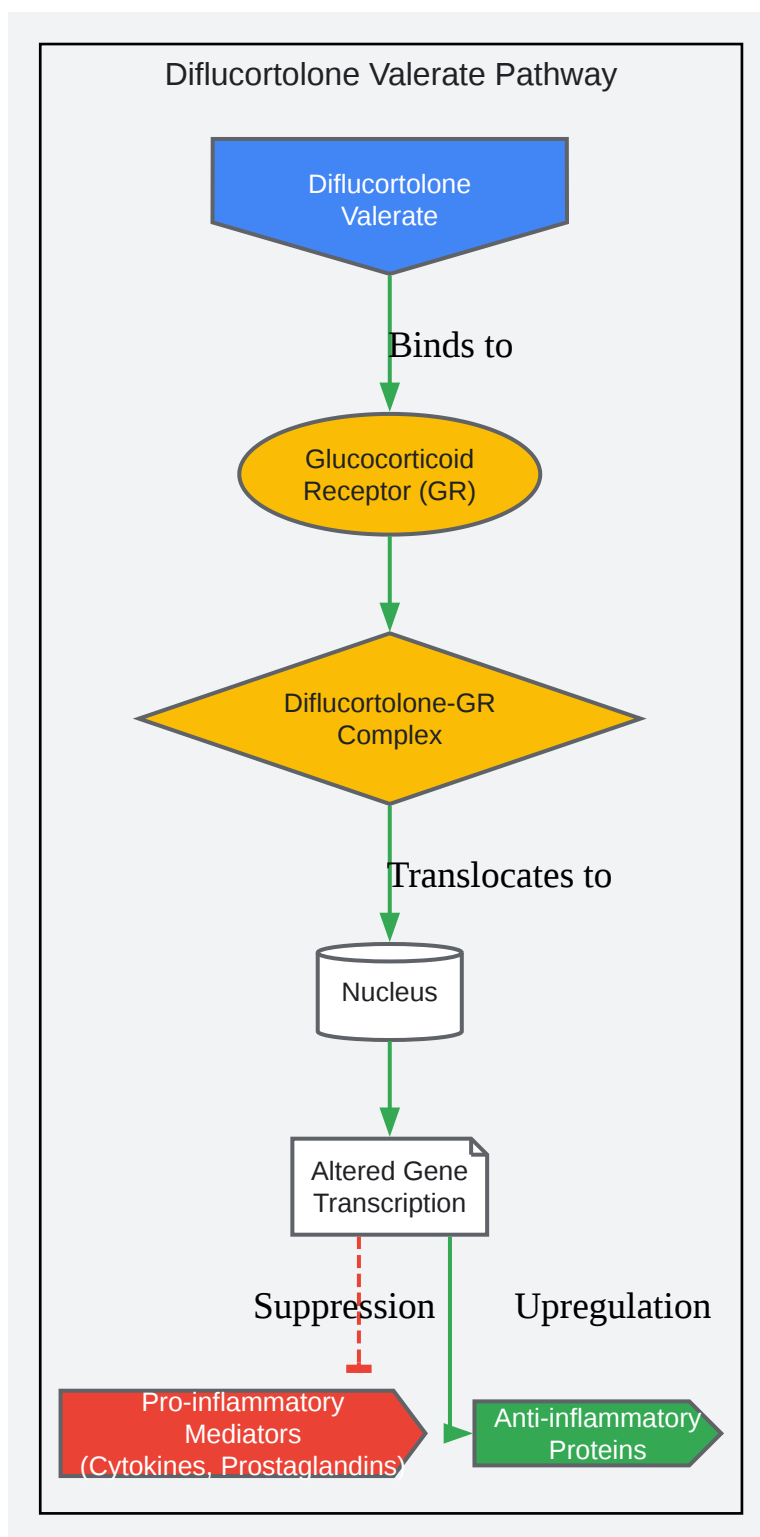 Diflucortolone Valerate Pathway
Diflucortolone
Valerate
Binds to
Glucocorticoid
Receptor (GR)
Diflucortolone-GR
Complex
Translocates to
Nucleus
Altered Gene
Transcription
Suppression
Upregulation
Pro-inflammatory
Mediators
(Cytokines, Prostaglandins)
Anti-inflammatory
Proteins